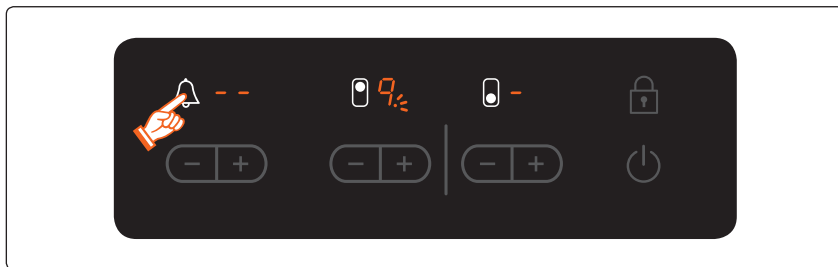 - - 9. -
- + - + - +